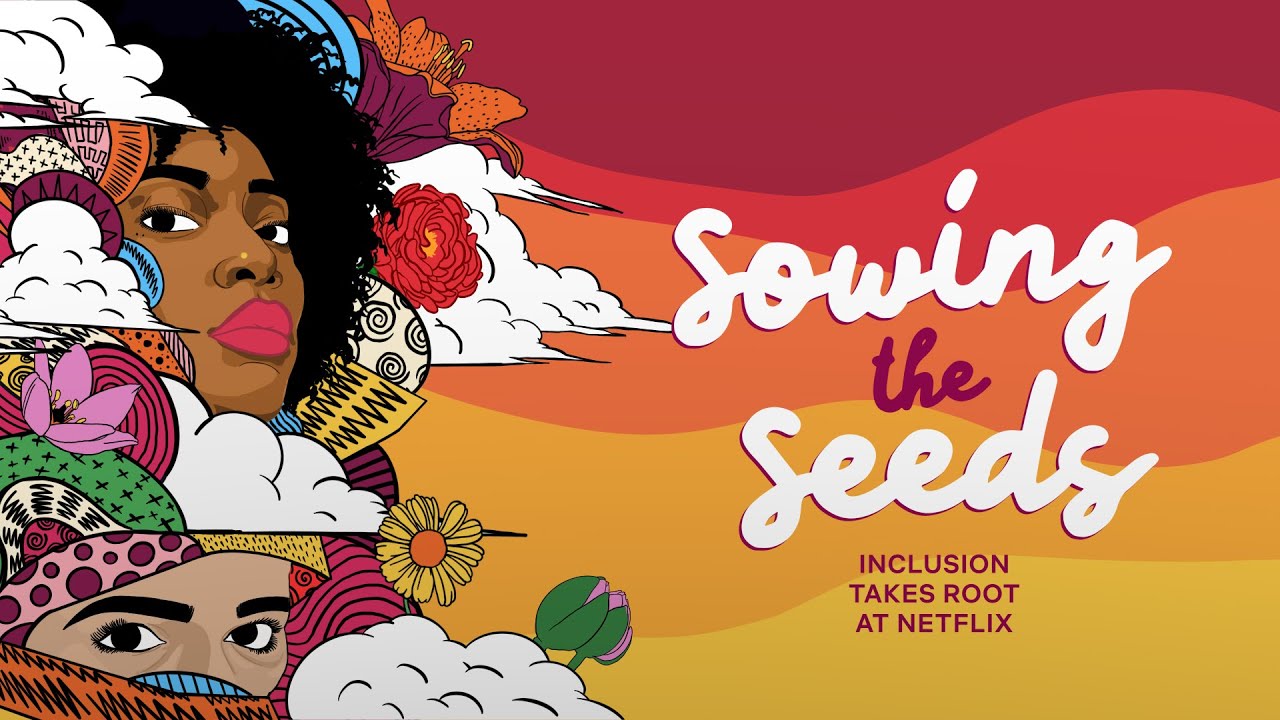 Sowing
the
Seeds
INCLUSION
TAKES ROOT
AT NETFLIX